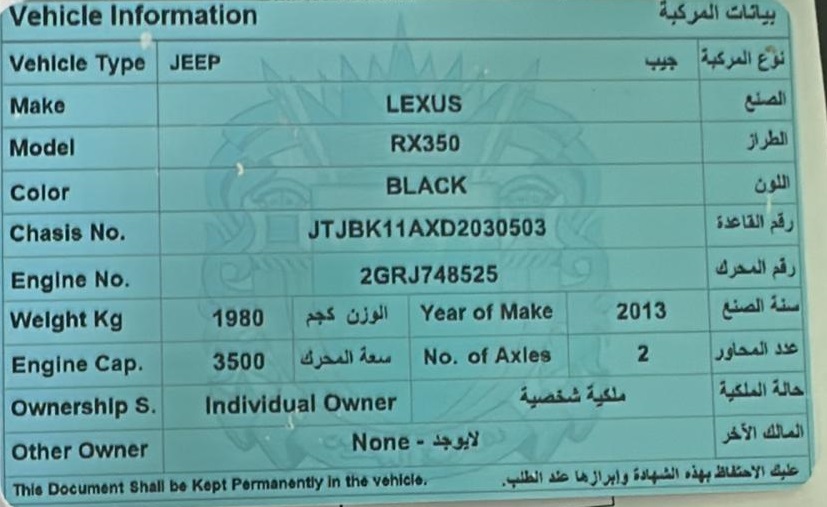 Vehicle Information بيانات المركبة
Vehicle Type JEEP جيب نوع المركبة
Make LEXUS الصنع
Model RX350 الطراز
Color BLACK اللون
Chasis No. JTJBK11AXD2030503 رقم القاعدة
Engine No. 2GRJ748525 رقم المحرك
Weight Kg 1980 الوزن كجم Year of Make 2013 سنة الصنع
Engine Cap. 3500 سعة المحرك No. of Axles 2 عدد المحاور
Ownership S. Individual Owner ملكية شخصية حالة الملكية
Other Owner None - لايوجد المالك الآخر
This Document Shall be Kept Permanently in the vehicle. عليك الاحتفاظ بهذه الشهادة وإبرازها عند الطلب.